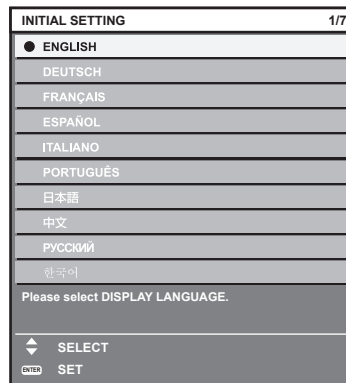 INITIAL SETTING 1/7
ENGLISH
DEUTSCH
FRANÇAIS
ESPAÑOL
ITALIANO
PORTUGUÊS
日本語
中文
РУССКИЙ
한국어
Please select DISPLAY LANGUAGE.
SELECT
ENTER SET